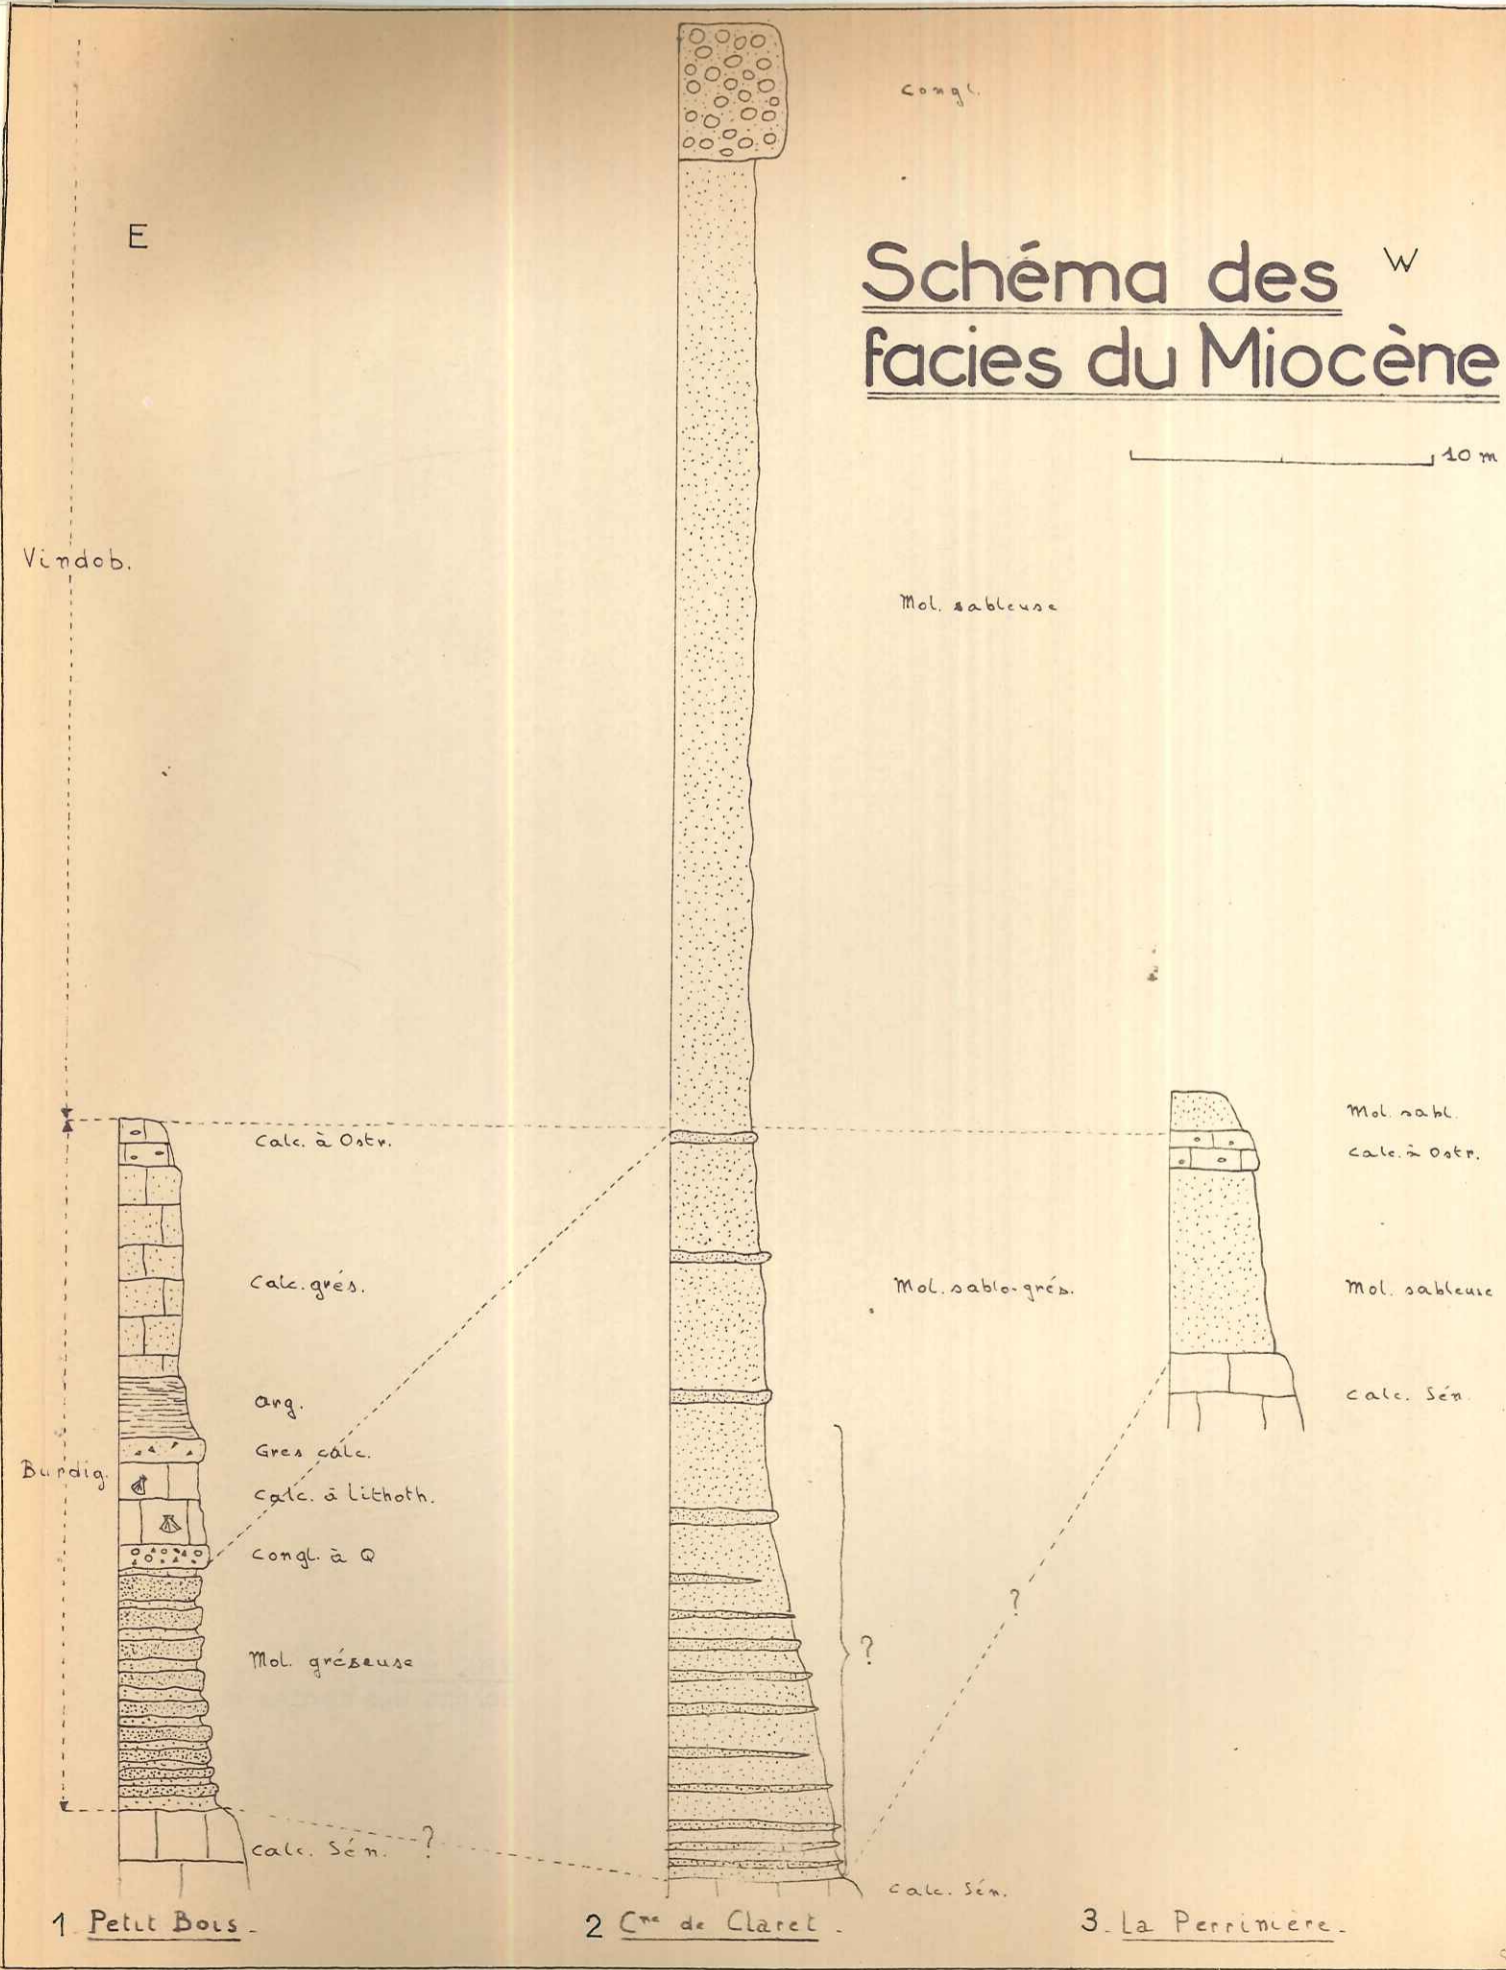 Congl.
E
Schéma des
W
facies du Miocène
10 m
Vindob.
Mol. sableuse
Mol. sabl.
Calc. à Ostr.
Calc. à Ostr.
Calc. grés.
Mol. sablo-grés.
Mol. sableuse
Arg.
Calc. Sén.
Gres calc.
Burdig.
Calc. à Lithoth.
Congl. à Q
?
Mol. gréseuse
?
?
Calc. Sén.
Calc. Sén.
1 Petit Bois -
2 Cne de Claret -
3. La Perrinière -